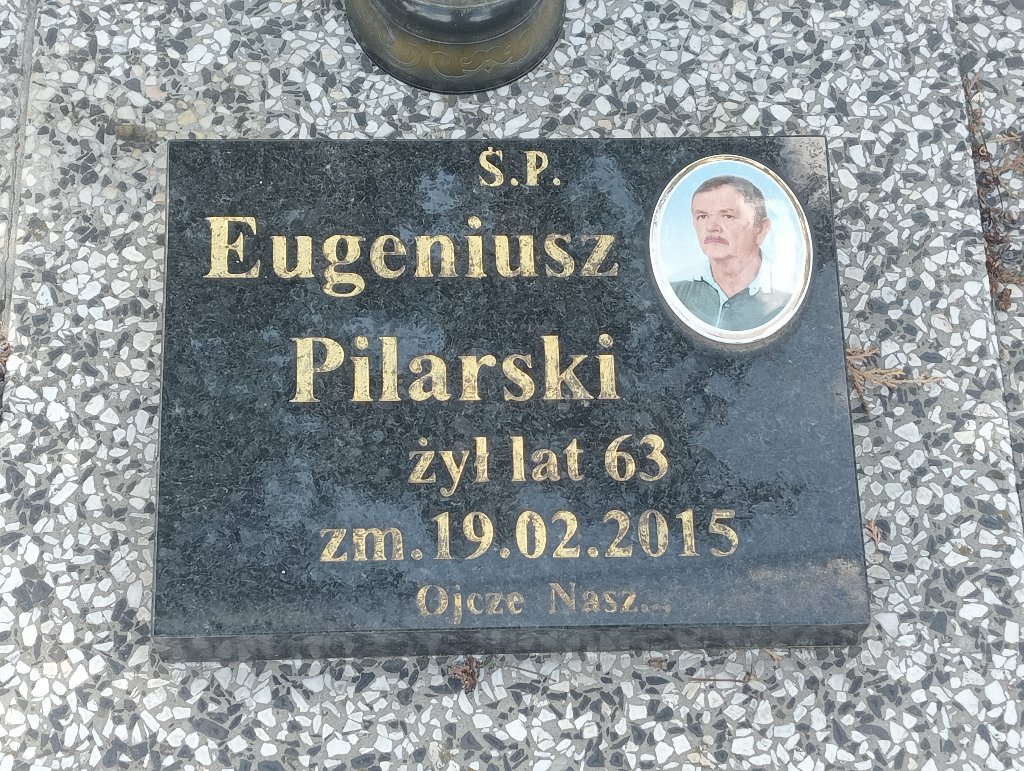 Ś.P.
Eugeniusz
Pilarski
żył lat 63
zm.19.02.2015
Ojcze Nasz...